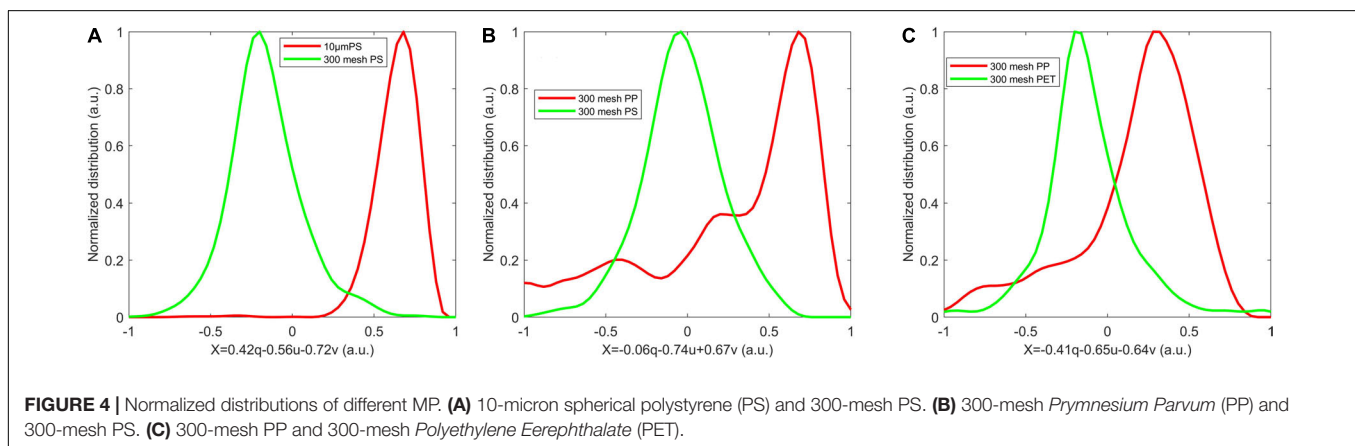 A
1
0.8
0.6
0.4
0.2
0
Normalized distribution (a.u.)
10μmPS
300 mesh PS
-1 -0.5 0 0.5 1
X=0.42q-0.56u-0.72v (a.u.)
B
1
0.8
0.6
0.4
0.2
0
Normalized distribution (a.u.)
300 mesh PP
300 mesh PS
-1 -0.5 0 0.5 1
X=-0.06q-0.74u+0.67v (a.u.)
C
1
0.8
0.6
0.4
0.2
0
Normalized distribution (a.u.)
300 mesh PP
300 mesh PET
-1 -0.5 0 0.5 1
X=-0.41q-0.65u-0.64v (a.u.)
FIGURE 4 | Normalized distributions of different MP. (A) 10-micron spherical polystyrene (PS) and 300-mesh PS. (B) 300-mesh Prymnesium Parvum (PP) and
300-mesh PS. (C) 300-mesh PP and 300-mesh Polyethylene Eerephthalate (PET).